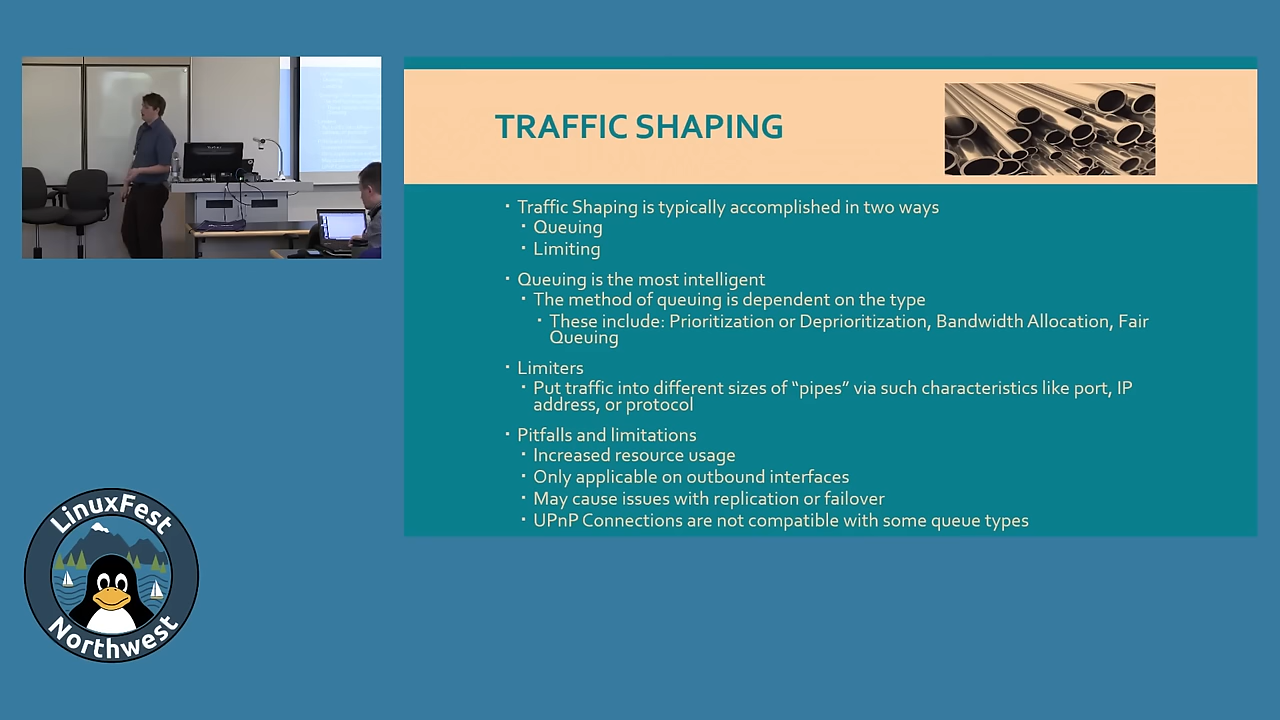 TRAFFIC SHAPING
· Traffic Shaping is typically accomplished in two ways
· Queuing
· Limiting
· Queuing is the most intelligent
· The method of queuing is dependent on the type
· These include: Prioritization or Deprioritization, Bandwidth Allocation, Fair
Queuing
· Limiters
· Put traffic into different sizes of “pipes” via such characteristics like port, IP
address, or protocol
· Pitfalls and limitations
· Increased resource usage
· Only applicable on outbound interfaces
· May cause issues with replication or failover
· UPnP Connections are not compatible with some queue types
LinuxFest
Northwest